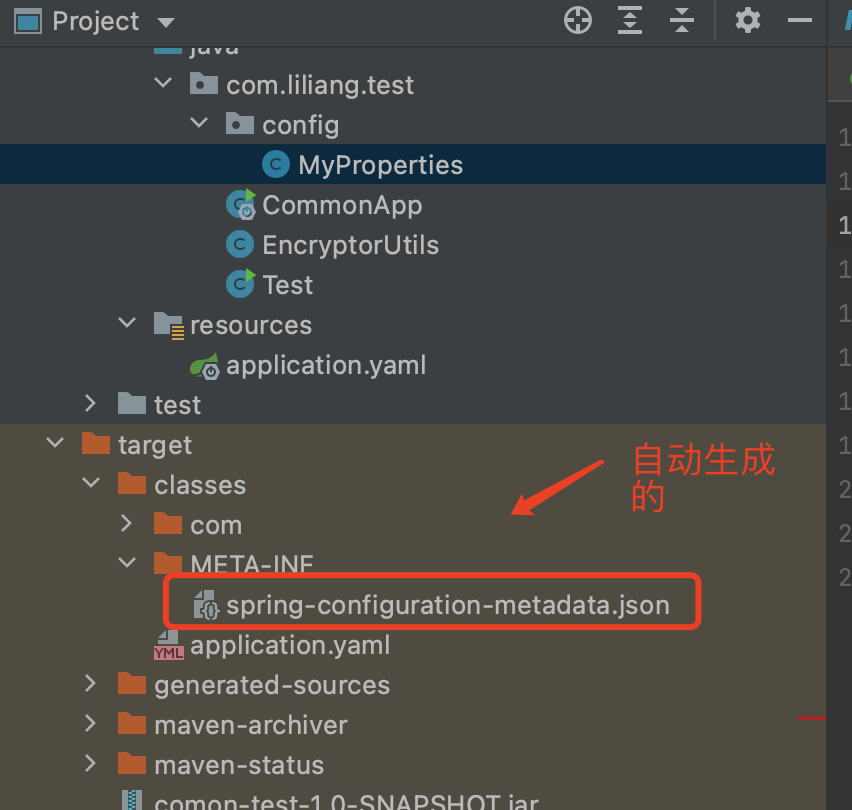 Project
java
com.liliang.test
config
MyProperties
CommonApp
EncryptorUtils
Test
resources
application.yaml
test
target
classes
自动生成
的
com
META-INF
spring-configuration-metadata.json
YML application.yaml
generated-sources
maven-archiver
maven-status
comon-test-1.0-SNAPSHOT.jar